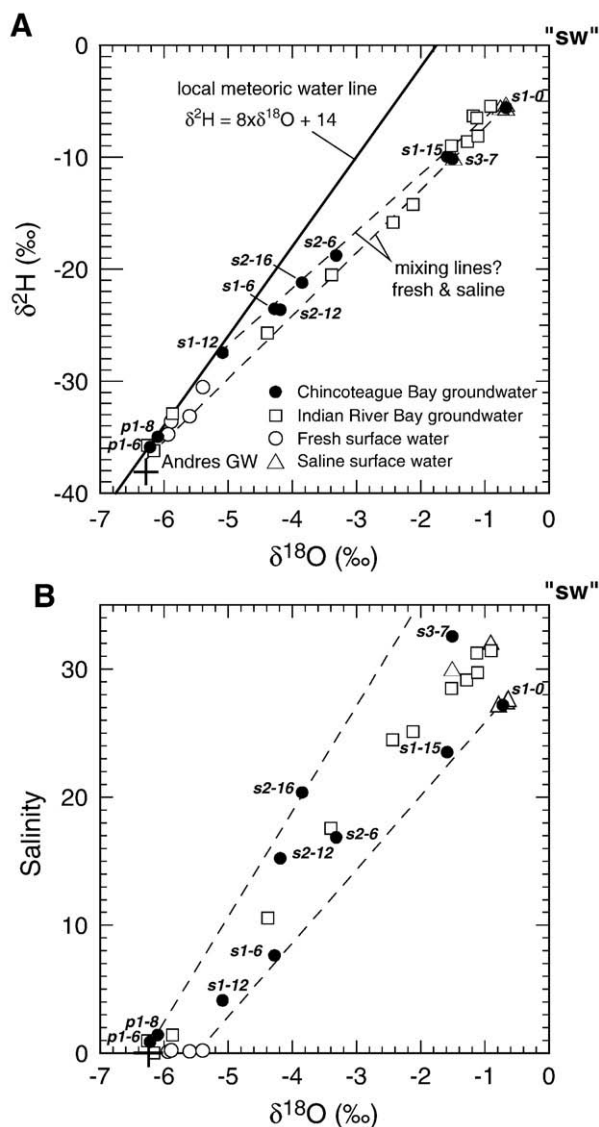 A
"sw"
0
local meteoric water line
δ²H = 8xδ¹⁸O + 14
s1-0
-10
s1-15
s3-7
δ²H (‰)
s2-6
s2-16
-20
mixing lines?
fresh & saline
s1-6
s2-12
s1-12
-30
Chincoteague Bay groundwater
Indian River Bay groundwater
p1-8
Fresh surface water
p1-6
Andres GW
Saline surface water
-40
-7 -6 -5 -4 -3 -2 -1 0
δ¹⁸O (‰)
B
"sw"
s3-7
30
s1-0
s1-15
s2-16
20
Salinity
s2-6
s2-12
10
s1-6
s1-12
p1-8
p1-6
0
-7 -6 -5 -4 -3 -2 -1 0
δ¹⁸O (‰)